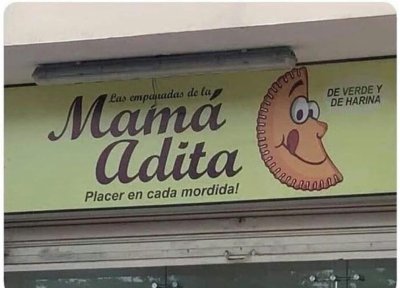 Las empanadas de la
Mamá
adita
Placer en cada mordida!
DE VERDE Y
DE HARINA